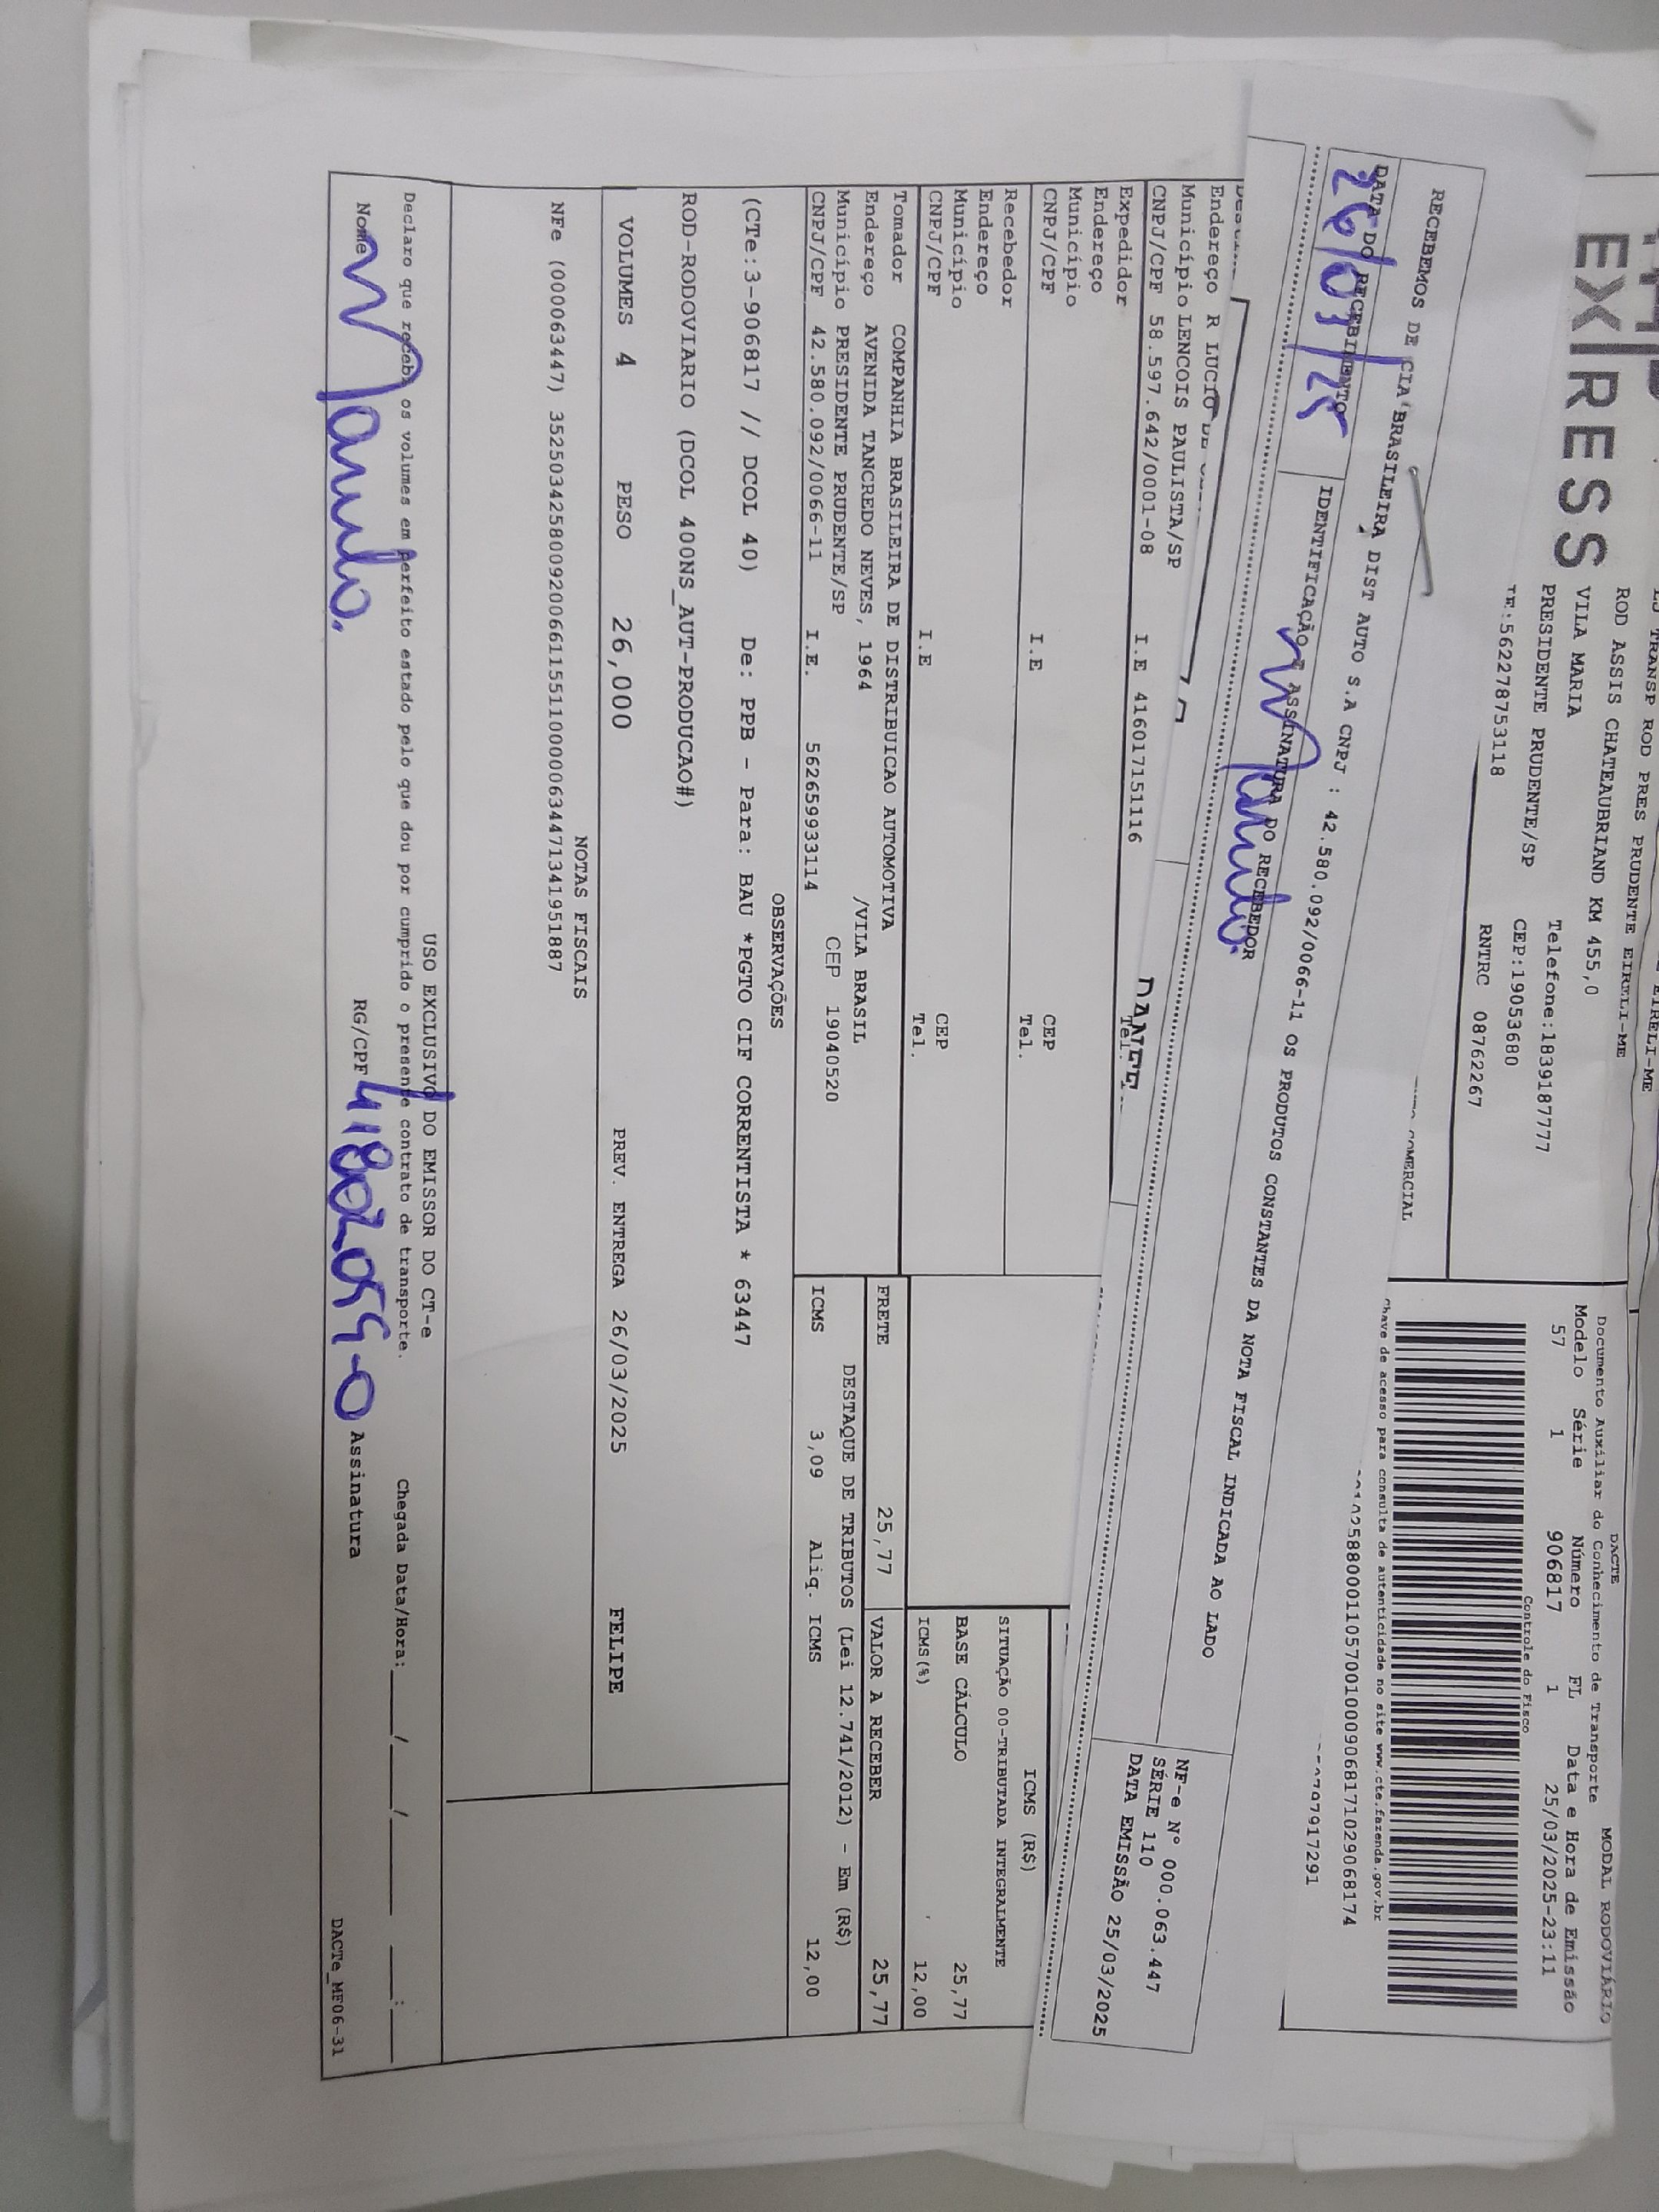 EXPRESS
ROD ASSIS CHATEAUBRIAND KM 455,0
VILA MARIA
PRESIDENTE PRUDENTE/SP
Telefone:1839187777
CEP:19053680
IE:562278753118
RNTRC 08762267
DACTE
Documento Auxiliar do Conhecimento de Transporte
MODAL RODOVIÁRIO
Modelo Série Número FL Data e Hora de Emissão
57 1 906817 1 25/03/2025-23:11
Controle do Fisco
Chave de acesso para consulta de autenticidade no site www.cte.fazenda.gov.br
COMERCIAL
RECEBEMOS DE CIA BRASILEIRA DIST AUTO S.A CNPJ : 42.580.092/0066-11 OS PRODUTOS CONSTANTES DA NOTA FISCAL INDICADA AO LADO
DATA DO RECEBIMENTO
26/03/25
IDENTIFICAÇÃO E ASSINATURA DO RECEBEDOR
NF-e Nº 000.063.447
SÉRIE 110
DATA EMISSÃO 25/03/2025
Endereço R LUCIO DE
Município LENCOIS PAULISTA/SP
CNPJ/CPF 58.597.642/0001-08 I.E 416017151116 Tel.
DANFE
Expedidor
Endereço
Município CEP
CNPJ/CPF I.E Tel.
Recebedor
Endereço
Município CEP
CNPJ/CPF I.E Tel.
Tomador COMPANHIA BRASILEIRA DE DISTRIBUICAO AUTOMOTIVA
Endereço AVENIDA TANCREDO NEVES, 1964 /VILA BRASIL
Município PRESIDENTE PRUDENTE/SP CEP 19040520
CNPJ/CPF 42.580.092/0066-11 I.E. 562659933114
ICMS (R$)
SITUAÇÃO 00-TRIBUTADA INTEGRALMENTE
BASE CÁLCULO 25,77
ICMS(%) 12,00
FRETE 25,77 VALOR A RECEBER 25,77
DESTAQUE DE TRIBUTOS (Lei 12.741/2012) - Em (R$)
ICMS 3,09 Aliq. ICMS 12,00
OBSERVAÇÕES
(CTe:3-906817 // DCOL 40) De: PPB - Para: BAU *PGTO CIF CORRENTISTA * 63447
ROD-RODOVIARIO (DCOL 400NS_AUT-PRODUCAO#)
VOLUMES 4 PESO 26,000 PREV. ENTREGA 26/03/2025 FELIPE
NOTAS FISCAIS
NFe (000063447) 35250342580092006611551100000634471341951887
USO EXCLUSIVO DO EMISSOR DO CT-e
Declaro que recebi os volumes em perfeito estado pelo que dou por cumprido o presente contrato de transporte. Chegada Data/Hora:___/___/_____ ___:___
Nome RG/CPF Assinatura
DACTe_MF06-31